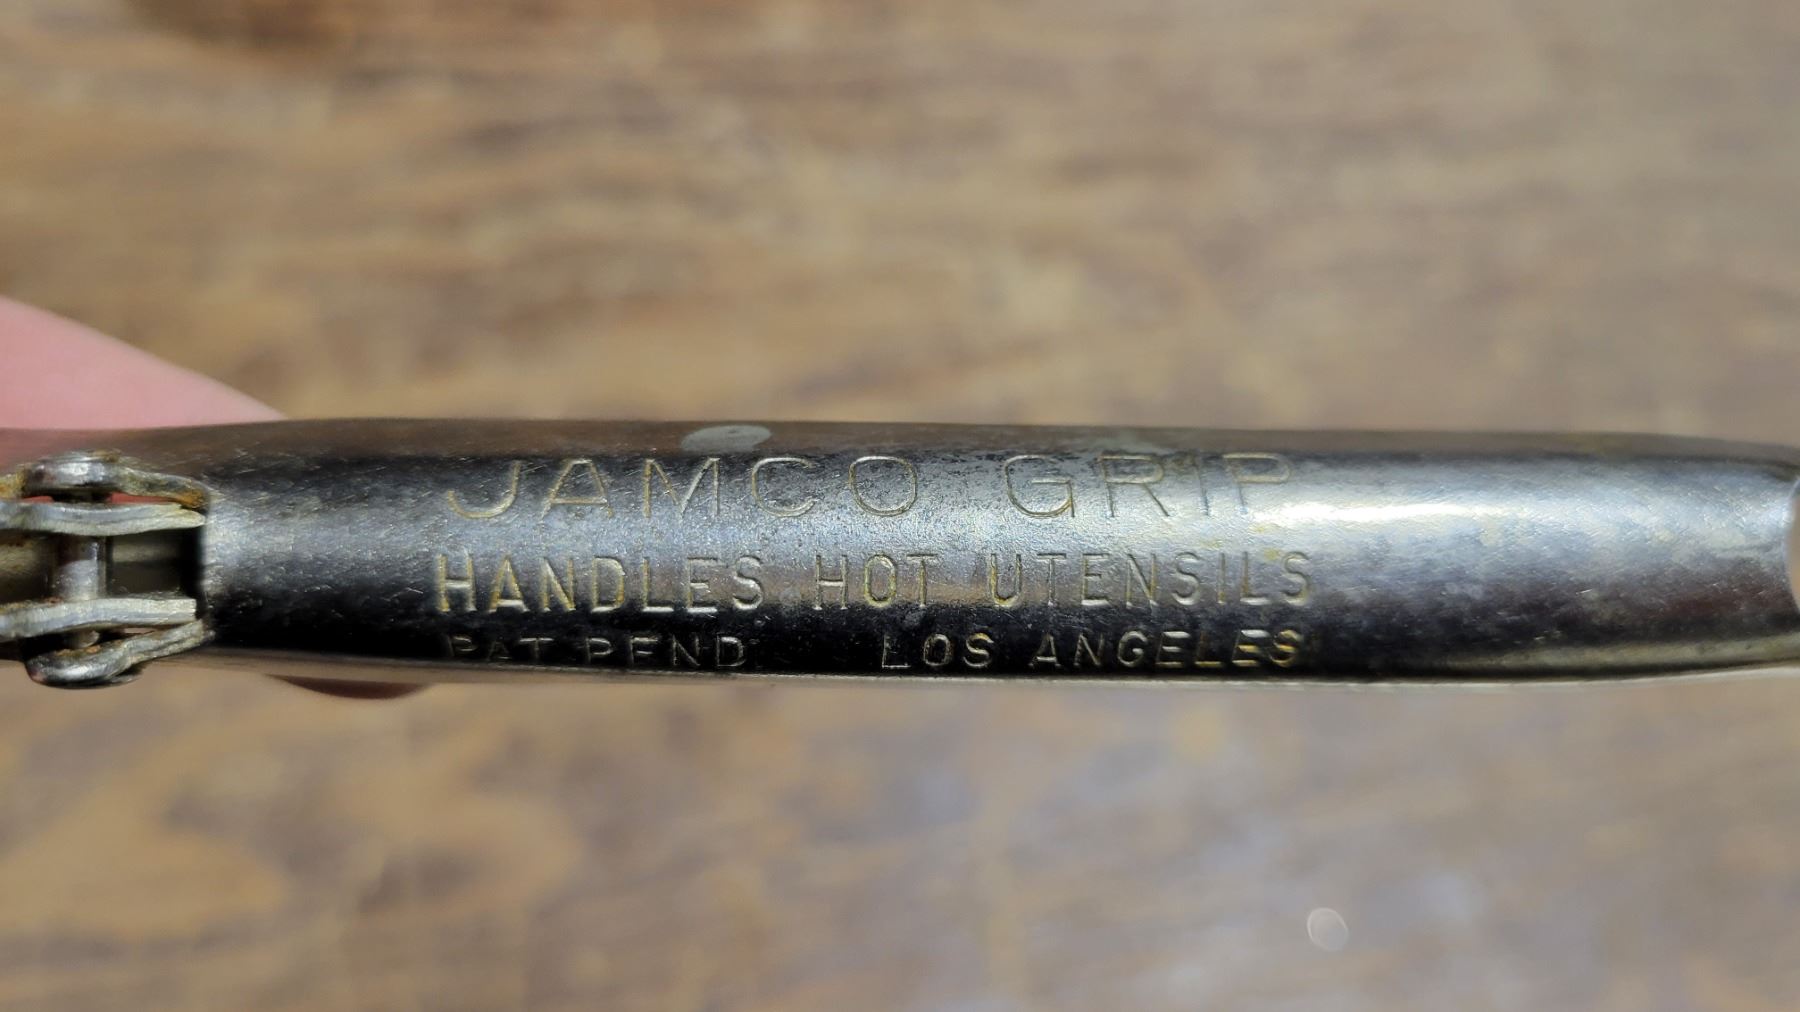 JAMCO GRIP
HANDLES HOT UTENSILS
PAT PEND LOS ANGELES